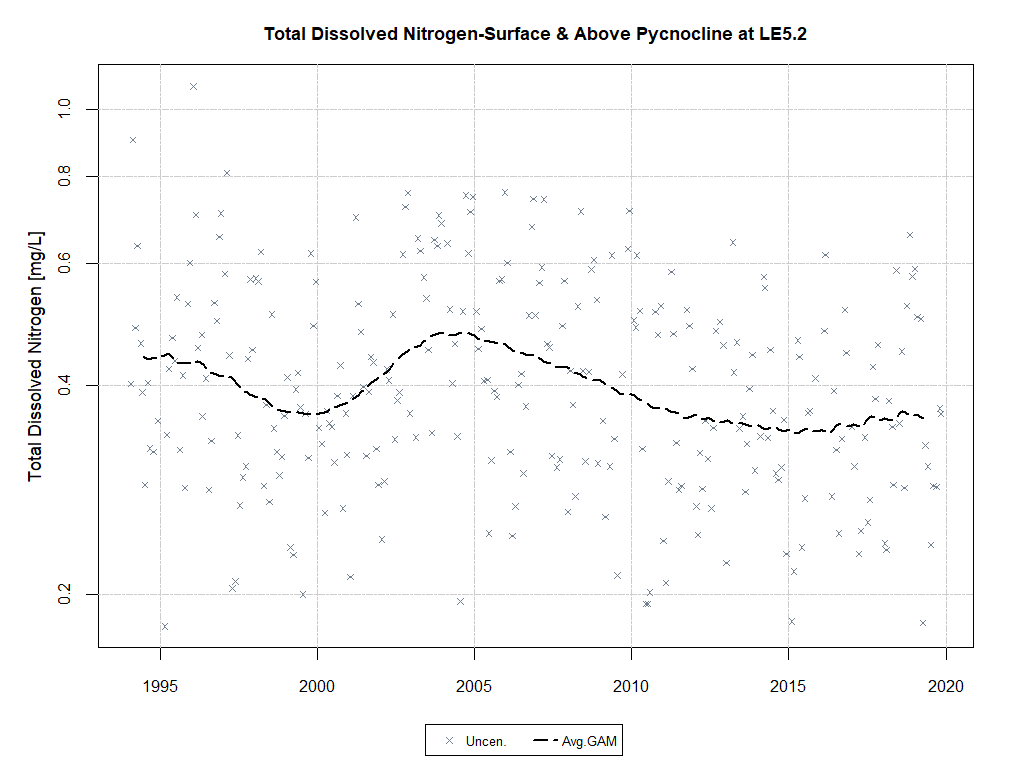 Total Dissolved Nitrogen-Surface & Above Pycnocline at LE5.2
Total Dissolved Nitrogen [mg/L]
1.0
0.8
0.6
0.4
0.2
1995 2000 2005 2010 2015 2020
Uncen. Avg.GAM